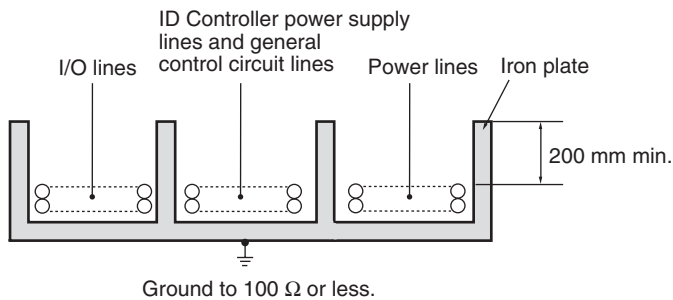 ID Controller power supply
lines and general
control circuit lines
I/O lines
Power lines
Iron plate
200 mm min.
Ground to 100 Ω or less.